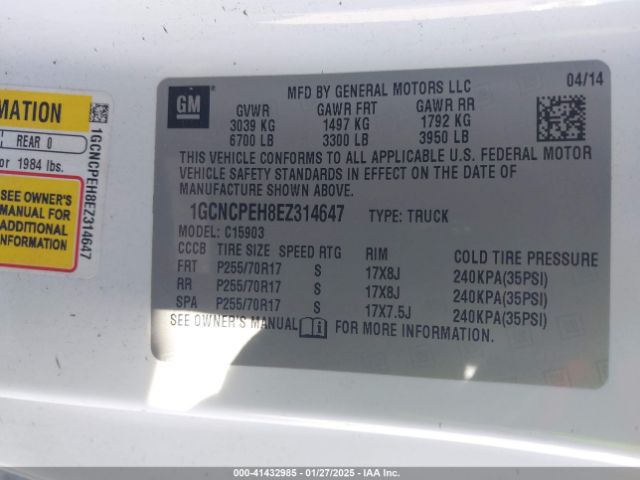 MATION
REAR 0
or 1984 lbs.
SEE OWNER'S
MANUAL FOR
ADDITIONAL
INFORMATION
1GCNCPEH8EZ314647
GM
MFD BY GENERAL MOTORS LLC
04/14
GVWR GAWR FRT GAWR RR
3039 KG 1497 KG 1792 KG
6700 LB 3300 LB 3950 LB
THIS VEHICLE CONFORMS TO ALL APPLICABLE U.S. FEDERAL MOTOR
VEHICLE SAFETY STANDARDS IN EFFECT ON THE DATE OF
MANUFACTURE SHOWN ABOVE.
1GCNCPEH8EZ314647 TYPE: TRUCK
MODEL: C15903
CCCB TIRE SIZE SPEED RTG RIM COLD TIRE PRESSURE
FRT P255/70R17 S 17X8J 240KPA(35PSI)
RR P255/70R17 S 17X8J 240KPA(35PSI)
SPA P255/70R17 S 17X7.5J 240KPA(35PSI)
SEE OWNER'S MANUAL FOR MORE INFORMATION.
000-41432985 - 01/27/2025 - IAA Inc.